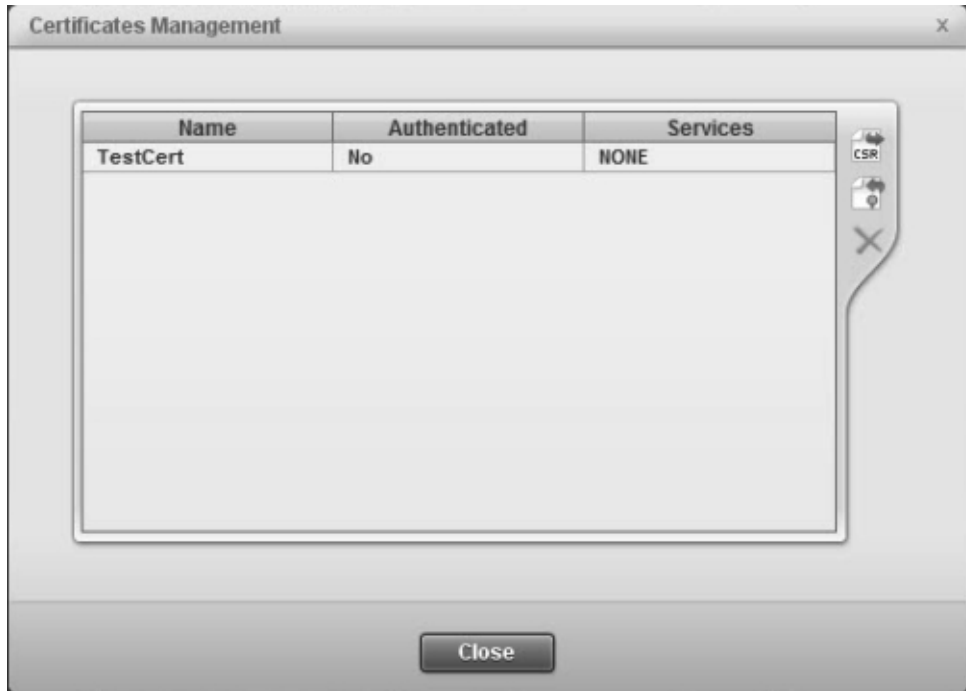 Certificates Management X
Name Authenticated Services
TestCert No NONE
CSR
Close